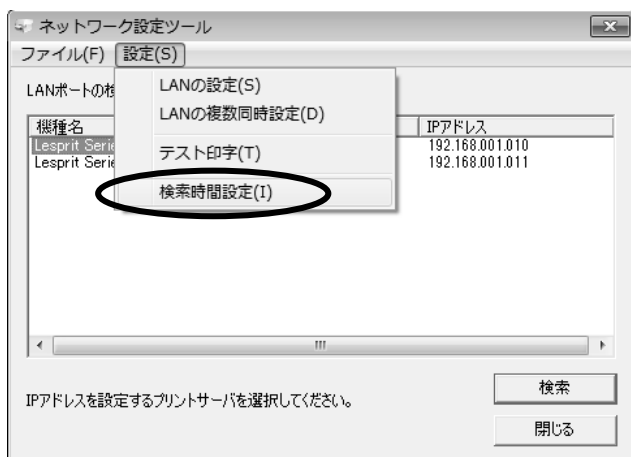 ネットワーク設定ツール
ファイル(F) 設定(S)
LANの設定(S)
LANの複数同時設定(D)
テスト印字(T)
検索時間設定(I)
LANポートの検
機種名 IPアドレス
Lesprit Serie 192.168.001.010
Lesprit Serie 192.168.001.011
IPアドレスを設定するプリントサーバを選択してください。
検索
閉じる